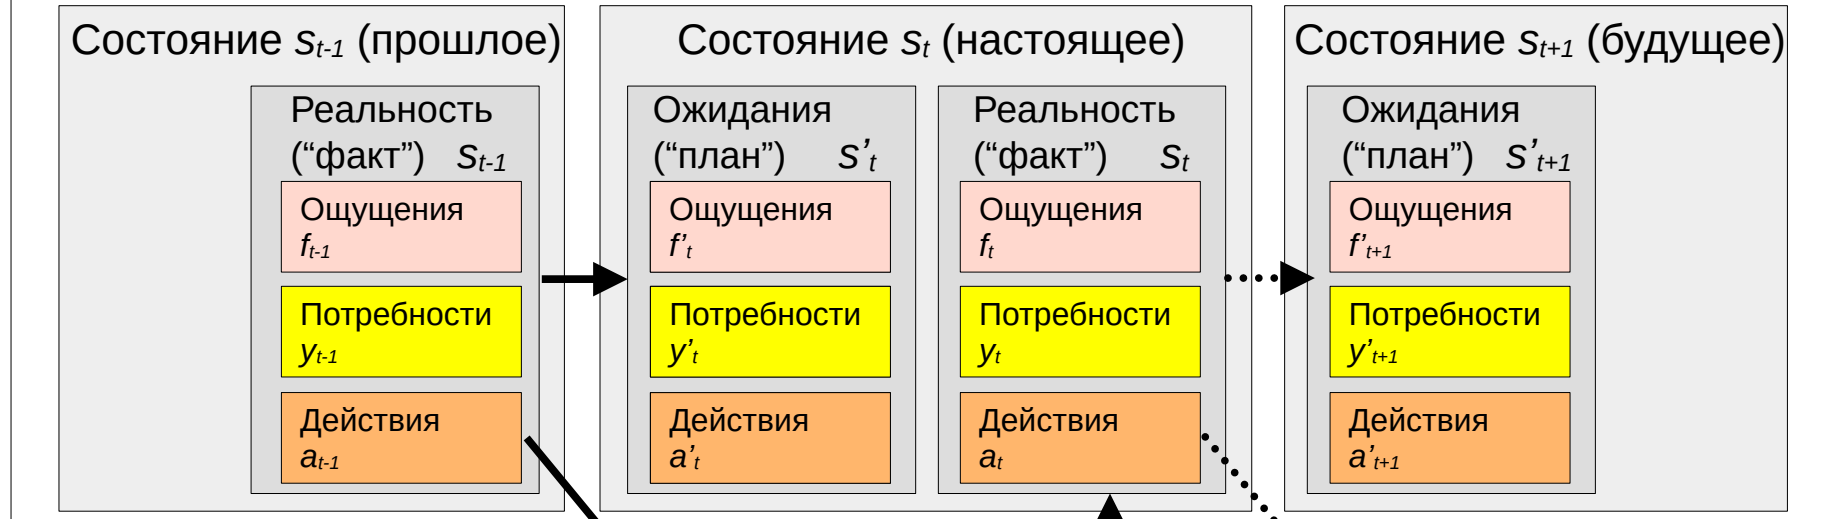 Состояние st-1 (прошлое)
Реальность
(“факт”) st-1
Ощущения
ft-1
Потребности
yt-1
Действия
at-1
Состояние st (настоящее)
Ожидания
(“план”) s’t
Ощущения
f’t
Потребности
y’t
Действия
a’t
Реальность
(“факт”) st
Ощущения
ft
Потребности
yt
Действия
at
Состояние st+1 (будущее)
Ожидания
(“план”) s’t+1
Ощущения
f’t+1
Потребности
y’t+1
Действия
a’t+1